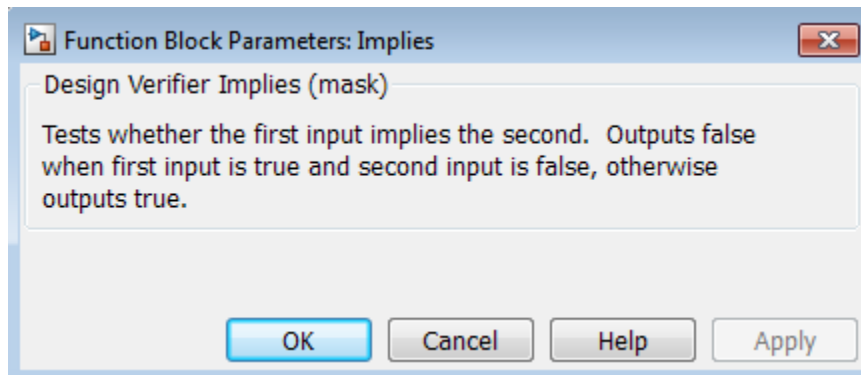 Function Block Parameters: Implies
Design Verifier Implies (mask)
Tests whether the first input implies the second.  Outputs false
when first input is true and second input is false, otherwise
outputs true.
OK Cancel Help Apply